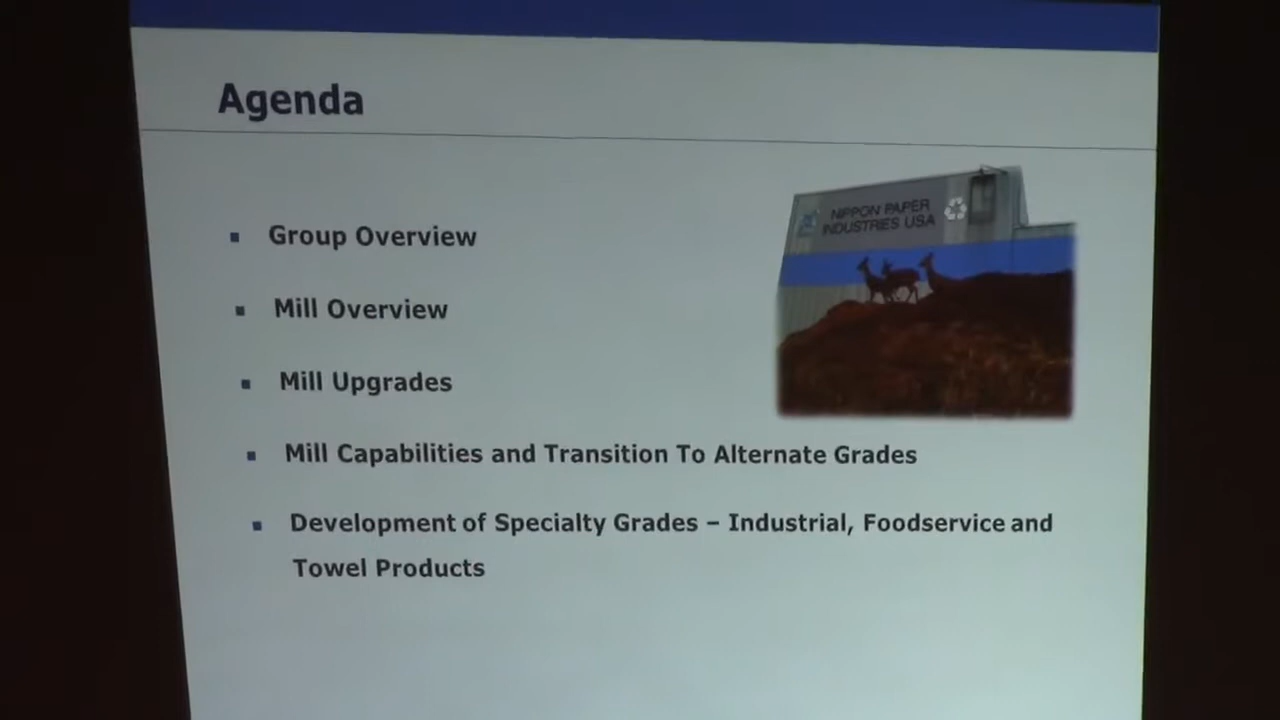 Agenda
Group Overview
NIPPON PAPER
INDUSTRIES USA
Mill Overview
Mill Upgrades
Mill Capabilities and Transition To Alternate Grades
Development of Specialty Grades – Industrial, Foodservice and
Towel Products